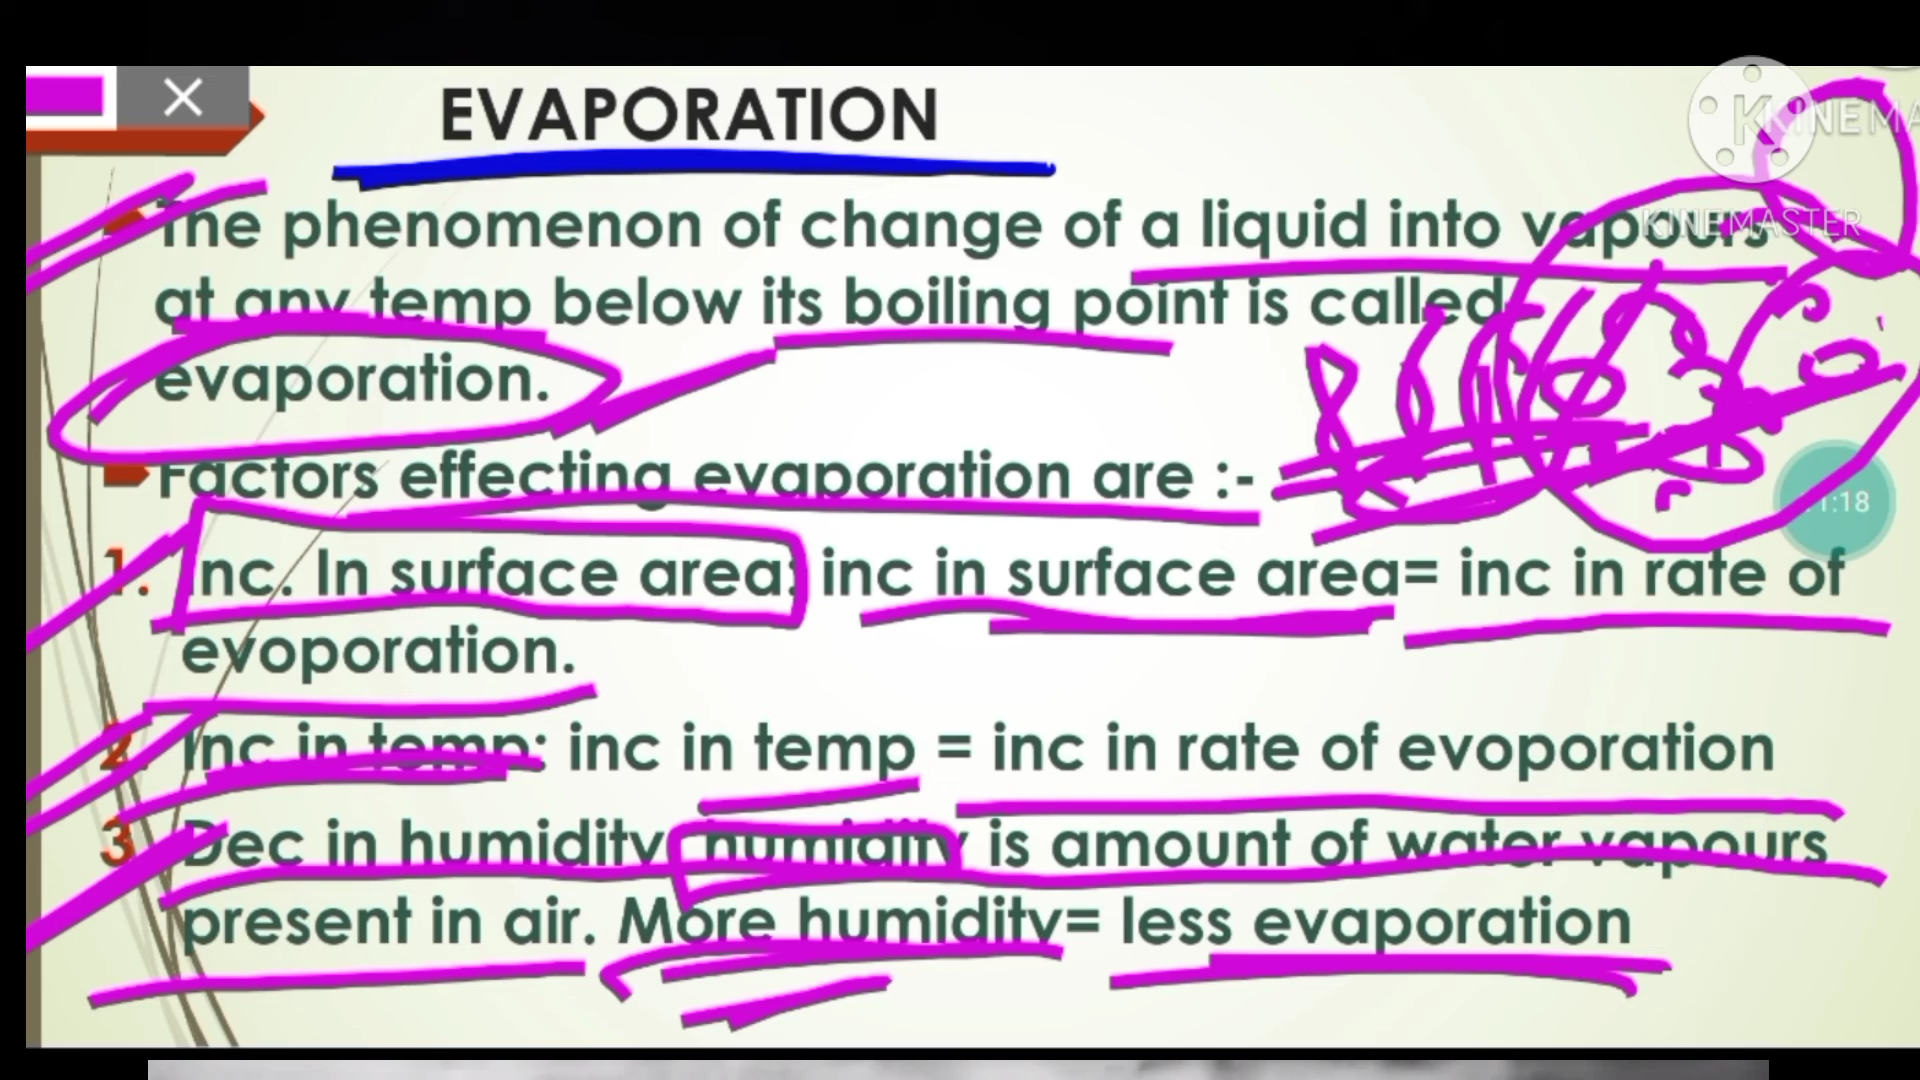 KINEMASTER
EVAPORATION
The phenomenon of change of a liquid into vapours
KINEMASTER
at any temp below its boiling point is called
evaporation.
Factors effecting evaporation are :-
1:18
1. Inc. In surface area: inc in surface area= inc in rate of
evoporation.
2. Inc in temp: inc in temp = inc in rate of evoporation
3. Dec in humidity humidity is amount of water vapours
present in air. More humidity= less evaporation